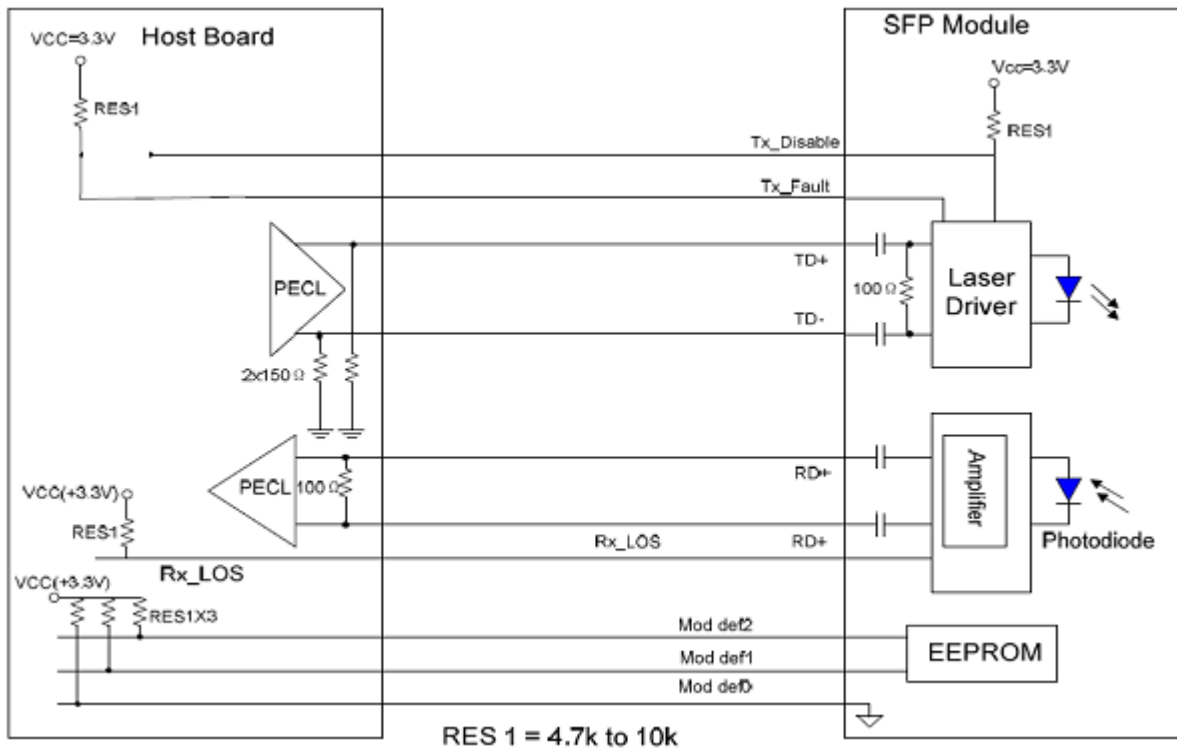 Host Board
VCC=3.3V
RES1
SFP Module
Vcc=3.3V
RES1
Tx_Disable
Tx_Fault
PECL
TD+
TD-
2x150 Ω
100 Ω
Laser
Driver
PECL
100 Ω
RD+
RD+
Amplifier
Photodiode
VCC(+3.3V)
RES1
Rx_LOS
Rx_LOS
VCC(+3.3V)
RES1X3
Mod def2
Mod def1
Mod def0
EEPROM
RES 1 = 4.7k to 10k